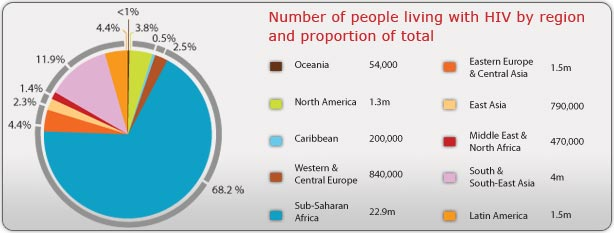 Number of people living with HIV by region
and proportion of total
<1%
4.4% 3.8%
0.5%
2.5%
11.9%
1.4%
2.3%
4.4%
68.2 %
Oceania 54,000
North America 1.3m
Caribbean 200,000
Western &
Central Europe 840,000
Sub-Saharan
Africa 22.9m
Eastern Europe
& Central Asia 1.5m
East Asia 790,000
Middle East &
North Africa 470,000
South &
South-East Asia 4m
Latin America 1.5m